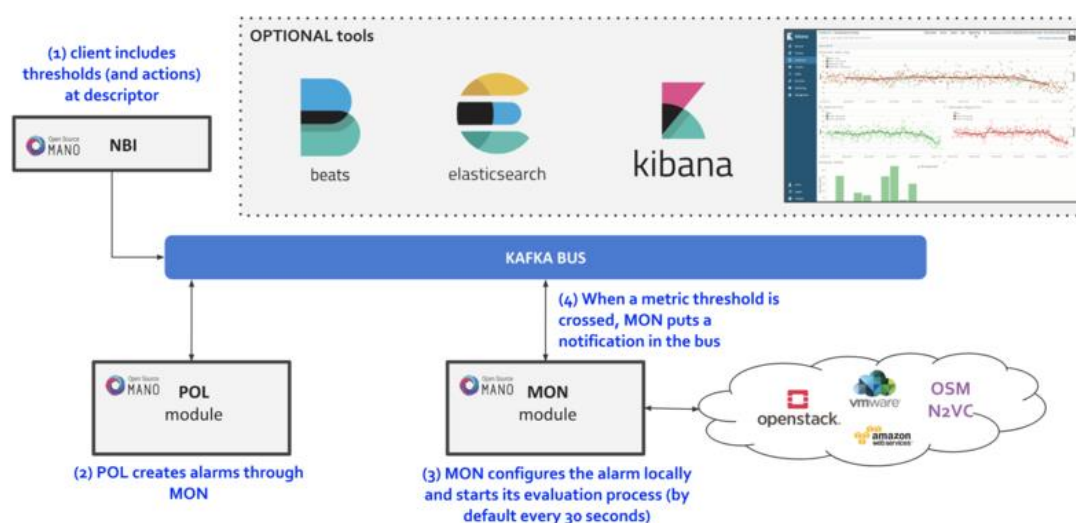 (1) client includes
thresholds (and actions)
at descriptor
OPTIONAL tools
kibana
beats
elasticsearch
kibana
Open Source
MANO
NBI
KAFKA BUS
(4) When a metric threshold is
crossed, MON puts a
notification in the bus
Open Source
MANO
POL
module
Open Source
MANO
MON
module
openstack.
vmware
amazon
webservices
OSM
N2VC
(2) POL creates alarms through
MON
(3) MON configures the alarm locally
and starts its evaluation process (by
default every 30 seconds)